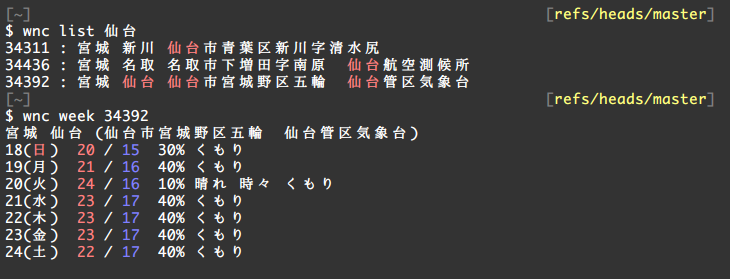 [~] [refs/heads/master]
$ wnc list 仙台
34311 : 宮城 新川 仙台市青葉区新川字清水尻
34436 : 宮城 名取 名取市下増田字南原 仙台航空測候所
34392 : 宮城 仙台 仙台市宮城野区五輪 仙台管区気象台
[~] [refs/heads/master]
$ wnc week 34392
宮城 仙台 (仙台市宮城野区五輪 仙台管区気象台)
18(日) 20 / 15 30% くもり
19(月) 21 / 16 40% くもり
20(火) 24 / 16 10% 晴れ 時々 くもり
21(水) 23 / 17 40% くもり
22(木) 23 / 17 40% くもり
23(金) 23 / 17 40% くもり
24(土) 22 / 17 40% くもり